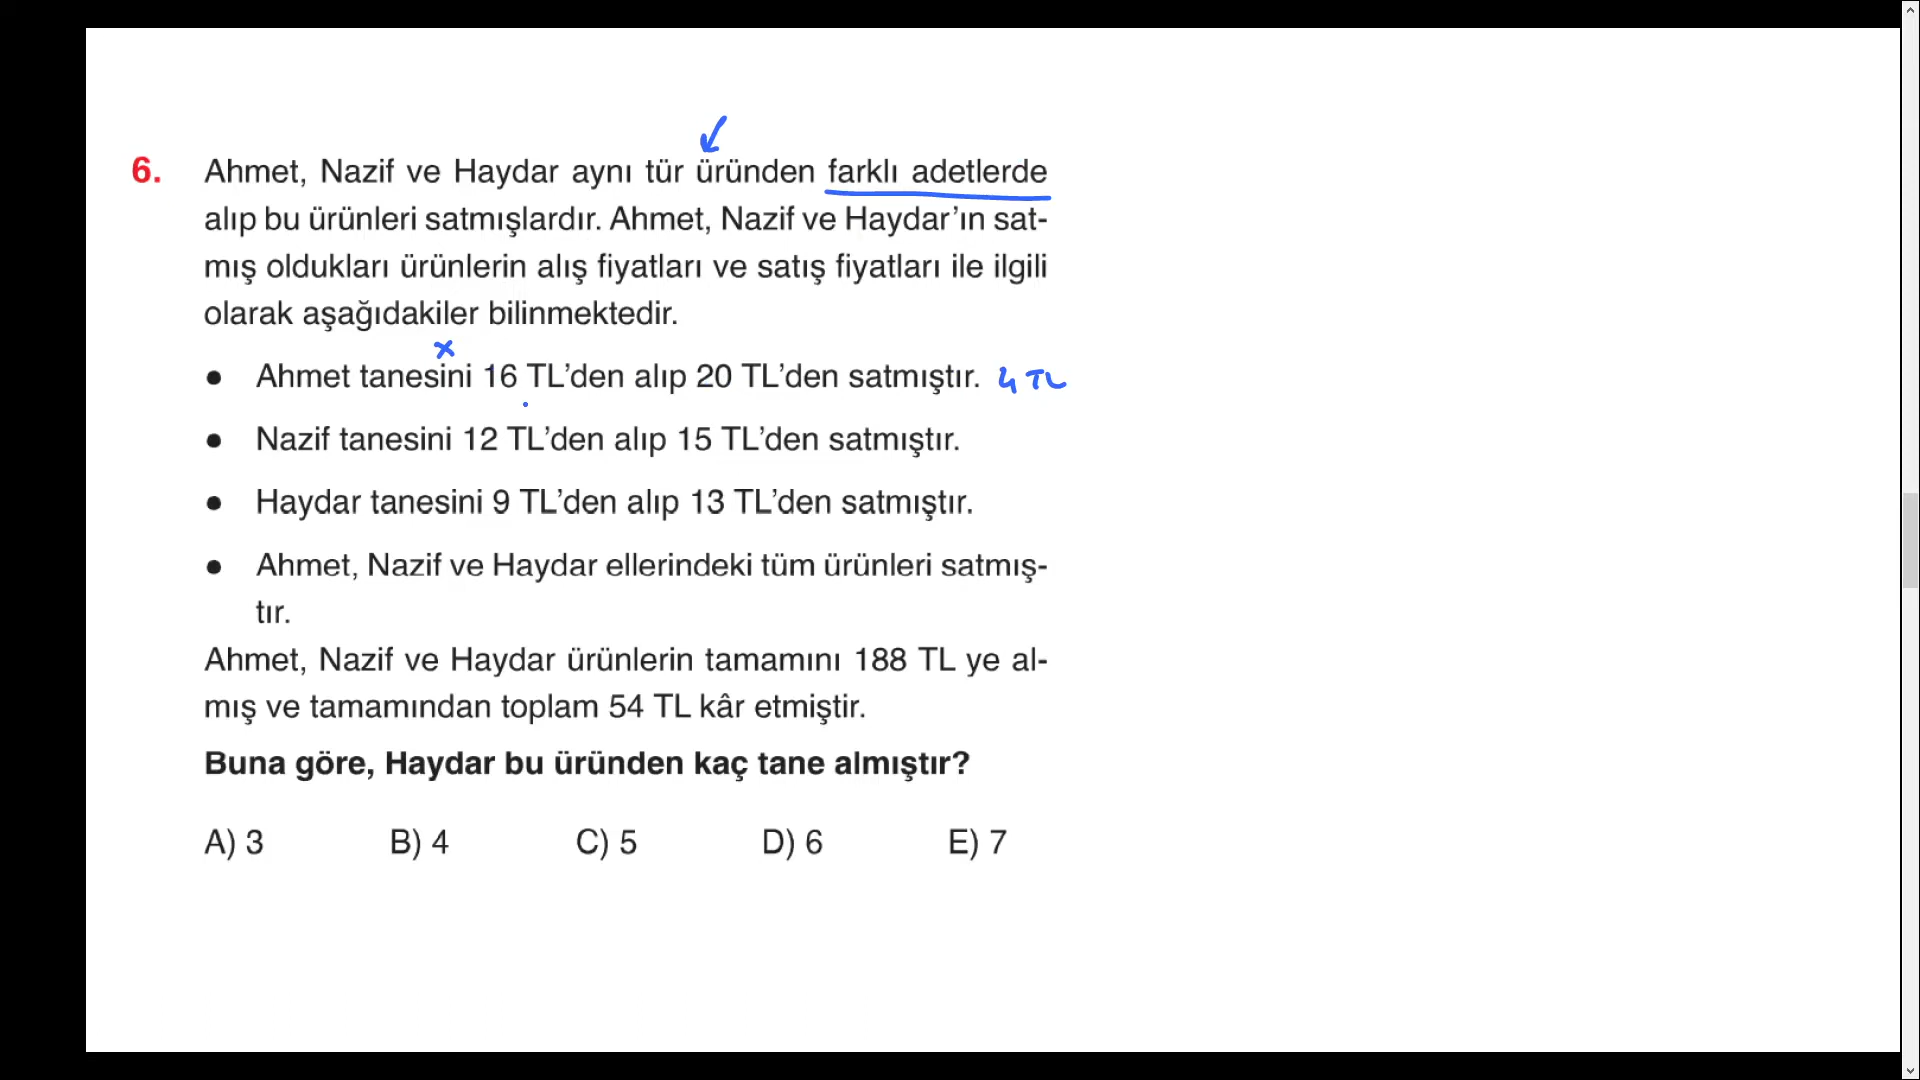 6. Ahmet, Nazif ve Haydar aynı tür üründen farklı adetlerde
alıp bu ürünleri satmışlardır. Ahmet, Nazif ve Haydar’ın sat-
mış oldukları ürünlerin alış fiyatları ve satış fiyatları ile ilgili
olarak aşağıdakiler bilinmektedir.
x
● Ahmet tanesini 16 TL’den alıp 20 TL’den satmıştır. 4 TL
● Nazif tanesini 12 TL’den alıp 15 TL’den satmıştır.
● Haydar tanesini 9 TL’den alıp 13 TL’den satmıştır.
● Ahmet, Nazif ve Haydar ellerindeki tüm ürünleri satmış-
tır.
Ahmet, Nazif ve Haydar ürünlerin tamamını 188 TL ye al-
mış ve tamamından toplam 54 TL kâr etmiştir.
Buna göre, Haydar bu üründen kaç tane almıştır?
A) 3 B) 4 C) 5 D) 6 E) 7